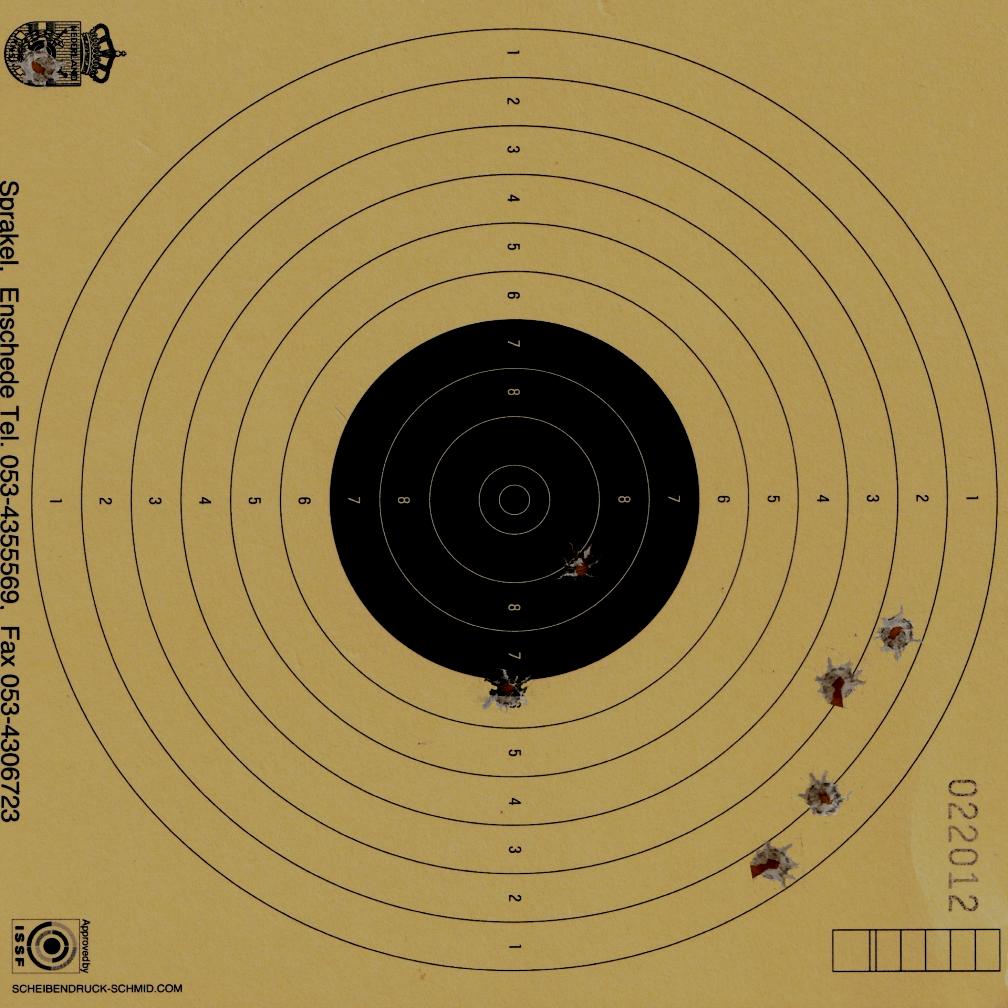 Sprakel, Enschede Tel. 053-4355569, Fax 053-4306723
1
2
3
4
5
6
7
8
1 2 3 4 5 6 7 8
8 7 6 5 4 3 2 1
8
7
5
4
3
2
1
022012
Approved by
ISSF
SCHEIBENDRUCK-SCHMID.COM